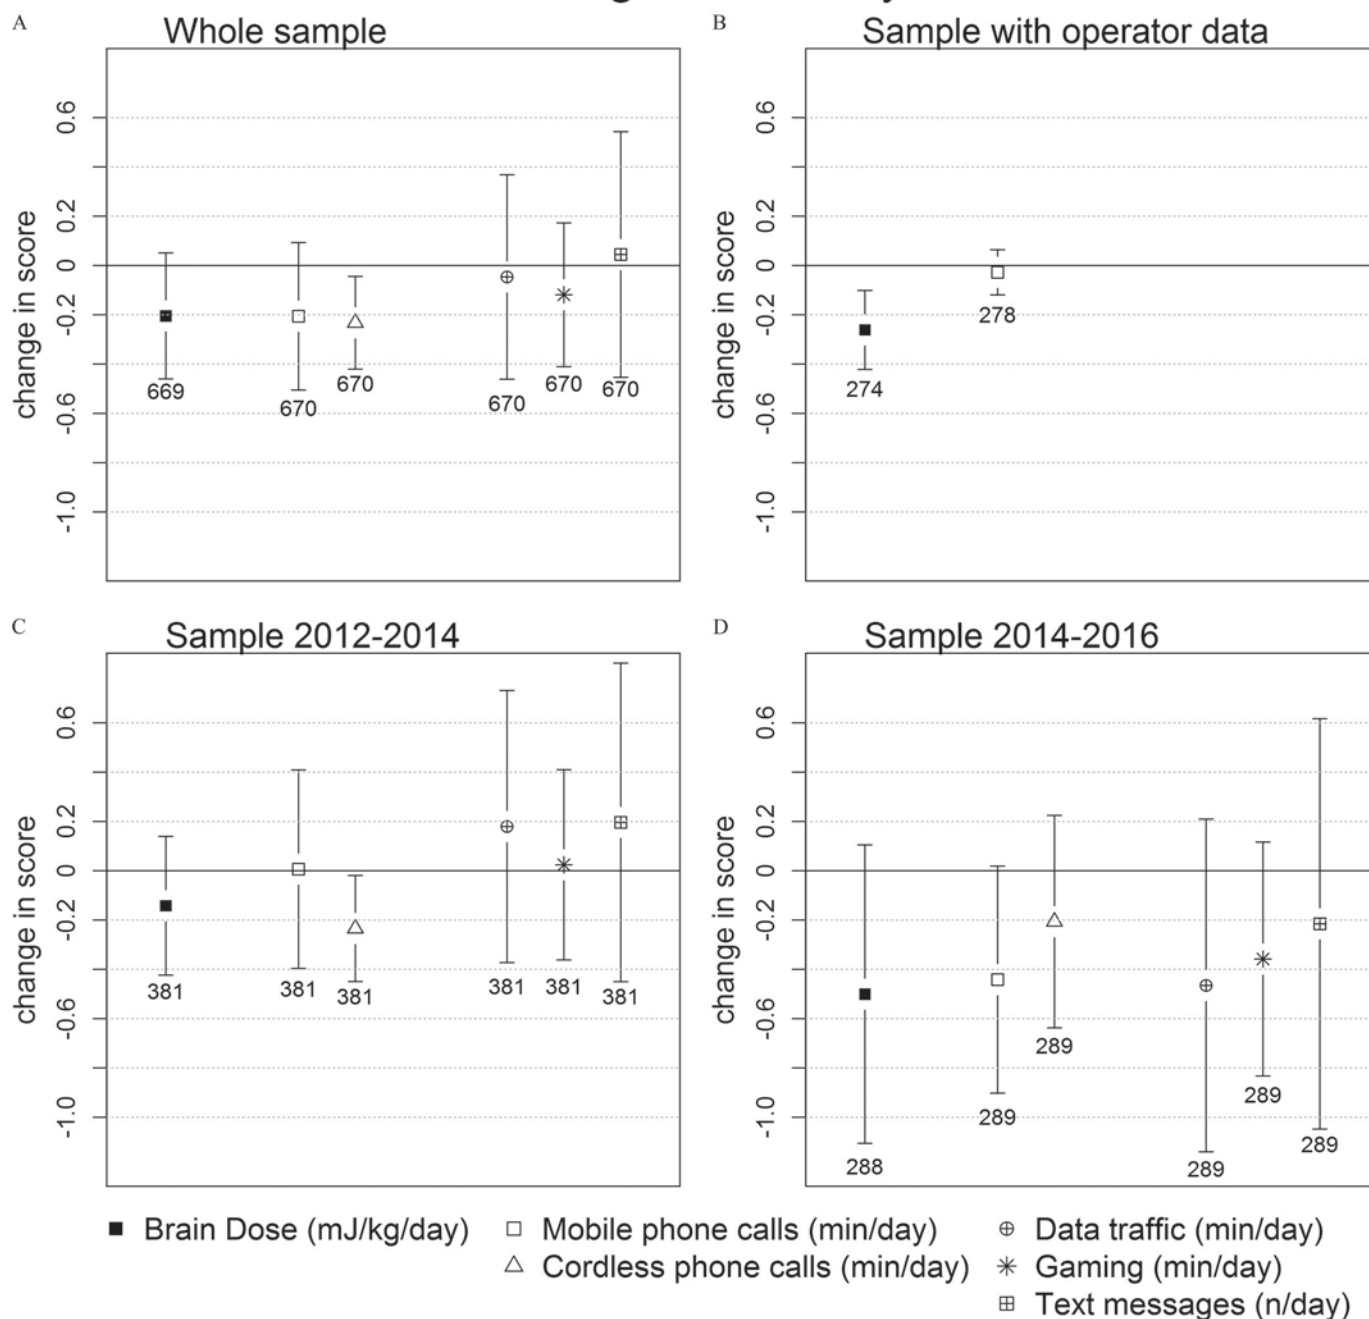 A
Whole sample
B
Sample with operator data
change in score
0.6
0.2
0
-0.2
-0.6
-1.0
669
670
670
670
670
670
change in score
0.6
0.2
0
-0.2
-0.6
-1.0
274
278
C
Sample 2012-2014
D
Sample 2014-2016
change in score
0.6
0.2
0
-0.2
-0.6
-1.0
381
381
381
381
381
381
change in score
0.6
0.2
0
-0.2
-0.6
-1.0
288
289
289
289
289
289
Brain Dose (mJ/kg/day)
Mobile phone calls (min/day)
Data traffic (min/day)
Cordless phone calls (min/day)
Gaming (min/day)
Text messages (n/day)